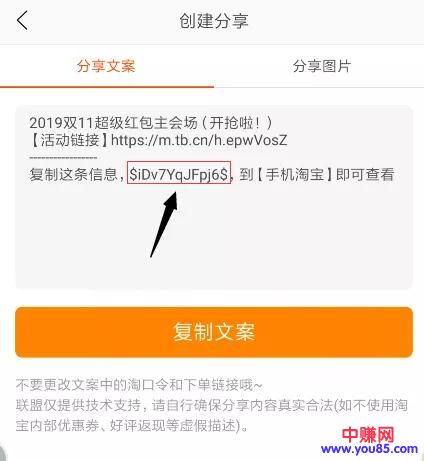 创建分享
分享文案
分享图片
2019双11超级红包主会场(开抢啦!)
【活动链接】https://m.tb.cn/h.epwVosZ
-----------------
复制这条信息,$iDv7YqJFpj6$,到【手机淘宝】即可查看
复制文案
不要更改文案中的淘口令和下单链接哦~
联盟仅提供技术支持,请自行确保分享内容真实合法(如不使用淘
宝内部优惠券、好评返现等虚假描述)。
中赚网
www.you85.com